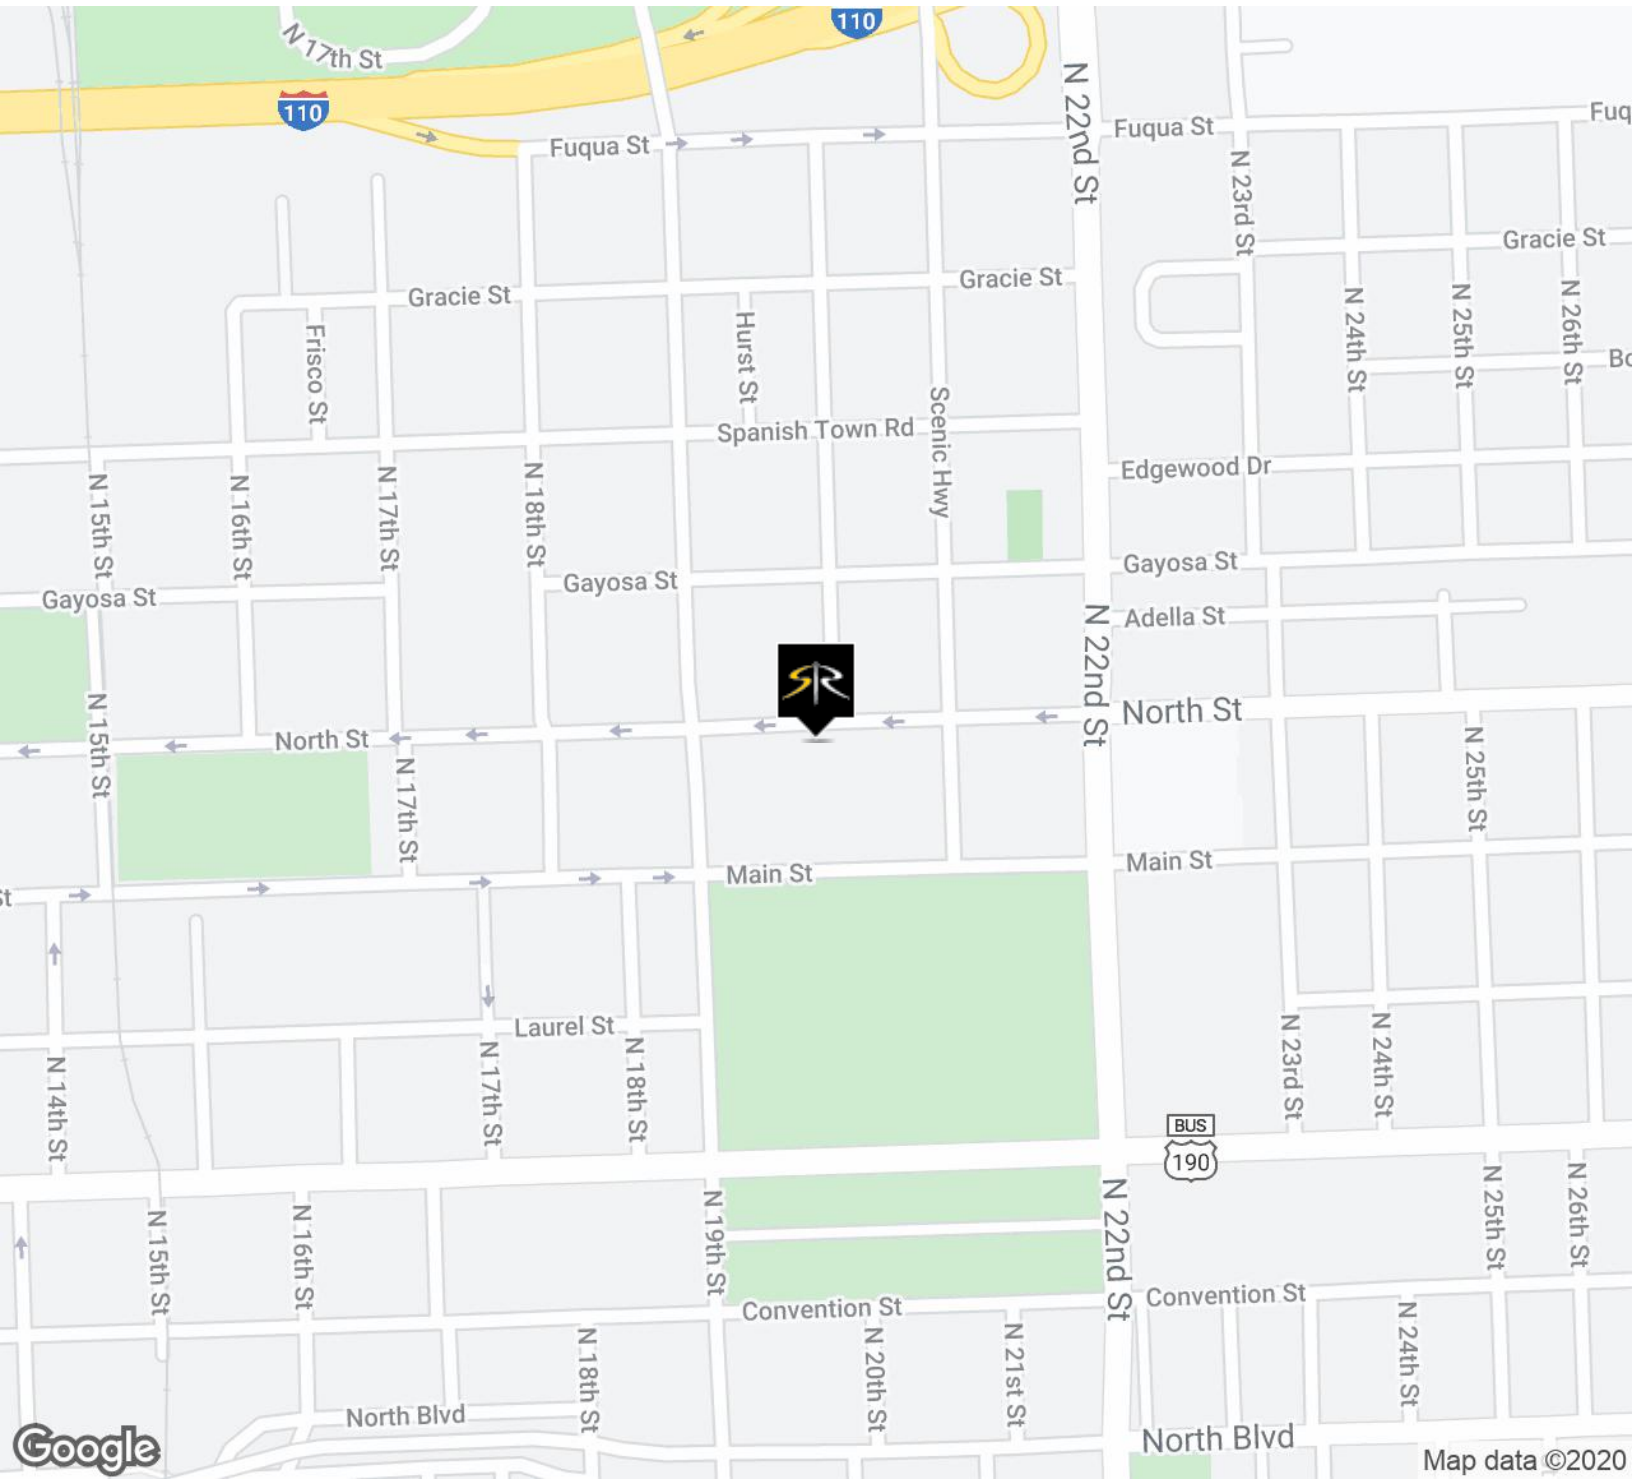 110
N 17th St
110
N 22nd St
Fuqua St
Fuqua St
Fuq
N 23rd St
Gracie St
Gracie St
Gracie St
Frisco St
Hurst St
N 24th St
N 25th St
N 26th St
Bo
Scenic Hwy
Spanish Town Rd
Edgewood Dr
N 15th St
N 16th St
N 17th St
N 18th St
Gayosa St
Gayosa St
Gayosa St
Adella St
N 22nd St
SR
N 15th St
North St
North St
N 17th St
N 25th St
Main St
Main St
St
Laurel St
N 14th St
N 17th St
N 18th St
N 23rd St
N 24th St
BUS
190
N 15th St
N 16th St
N 19th St
N 22nd St
N 25th St
N 26th St
Convention St
Convention St
N 18th St
N 20th St
N 21st St
N 24th St
North Blvd
North Blvd
Google
Map data ©2020